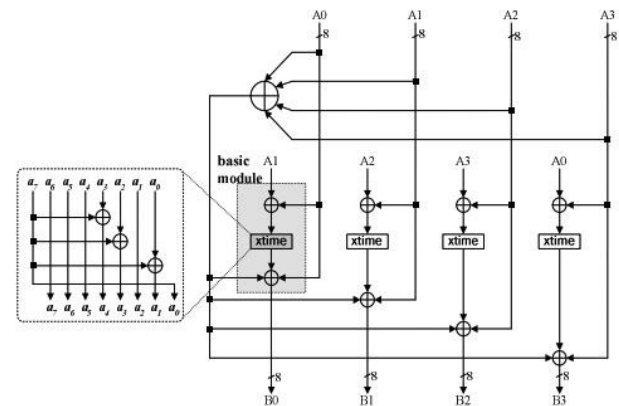 A0 A1 A2 A3
8 8 8 8
basic
module
A1 A2 A3 A0
a7 a6 a5 a4 a3 a2 a1 a0
xtime xtime xtime xtime
a7 a6 a5 a4 a3 a2 a1 a0
8 8 8 8
B0 B1 B2 B3